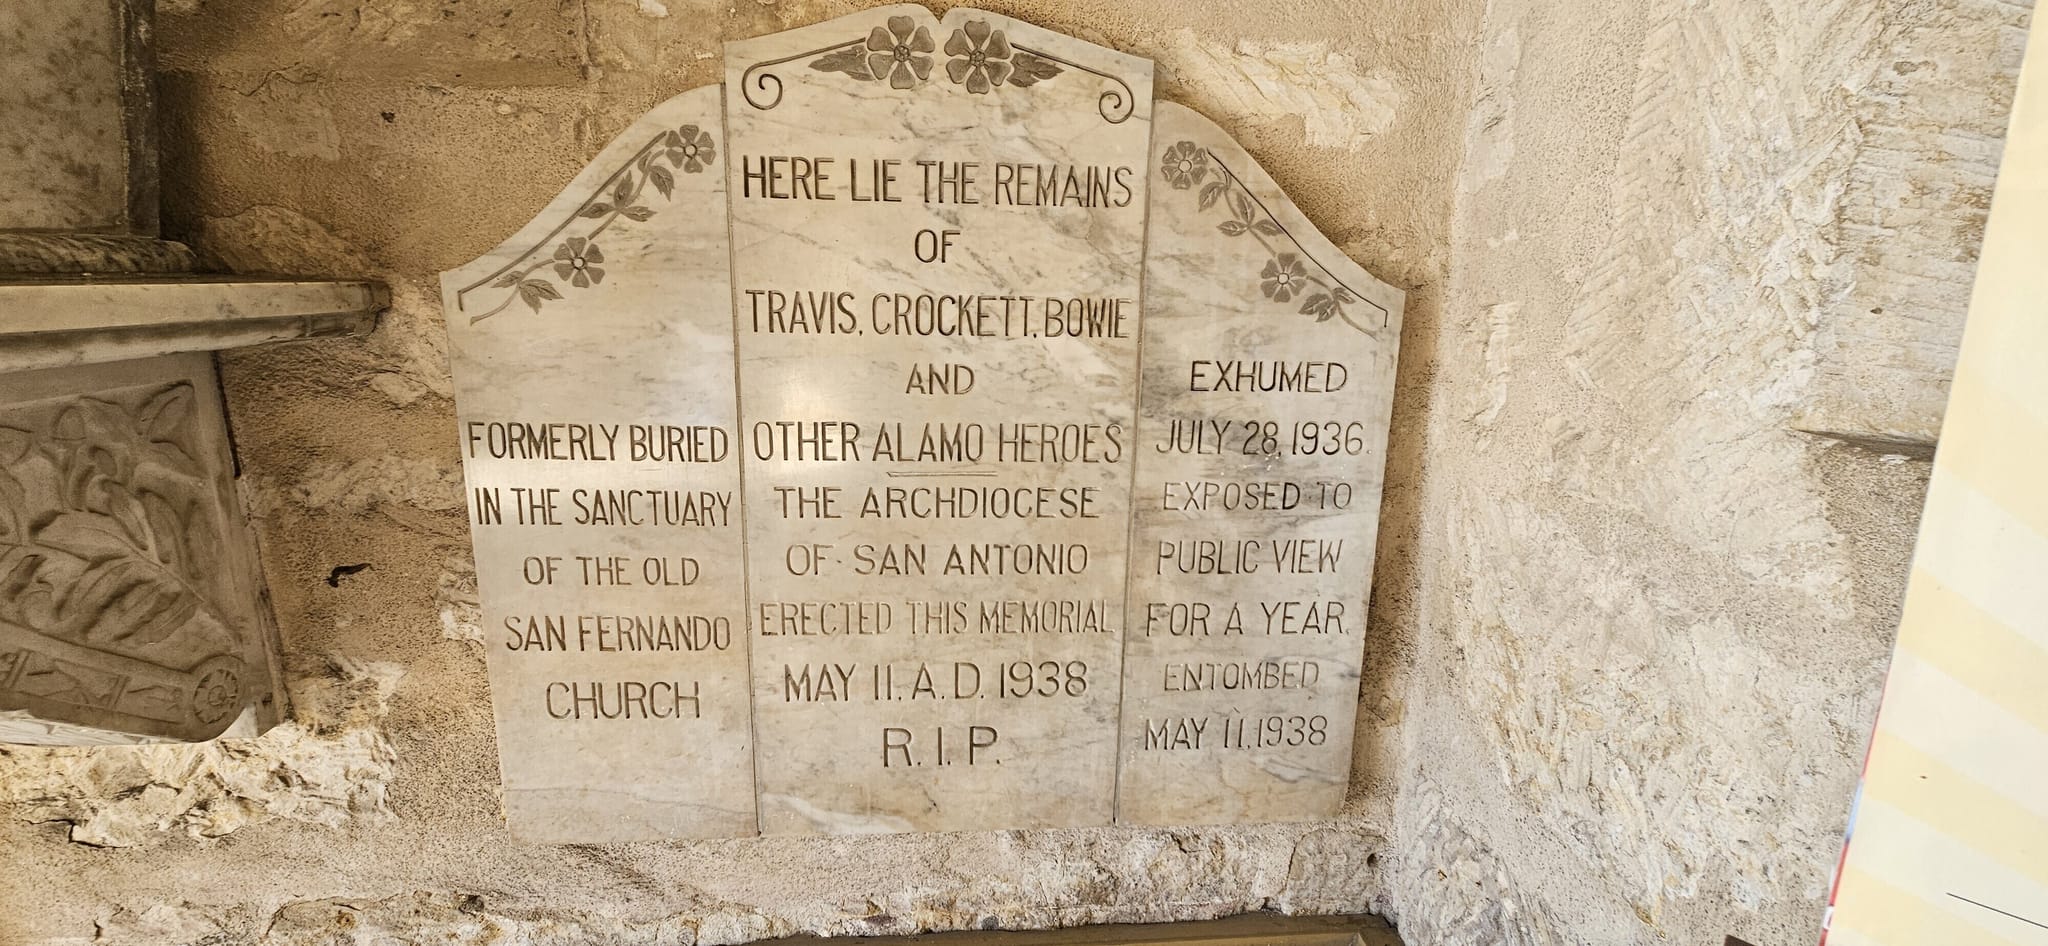 FORMERLY BURIED
IN THE SANCTUARY
OF THE OLD
SAN FERNANDO
CHURCH
HERE LIE THE REMAINS
OF
TRAVIS, CROCKETT, BOWIE
AND
OTHER ALAMO HEROES
THE ARCHDIOCESE
OF SAN ANTONIO
ERECTED THIS MEMORIAL
MAY 11. A.D. 1938
R.I.P.
EXHUMED
JULY 28, 1936.
EXPOSED TO
PUBLIC VIEW
FOR A YEAR.
ENTOMBED
MAY 11, 1938